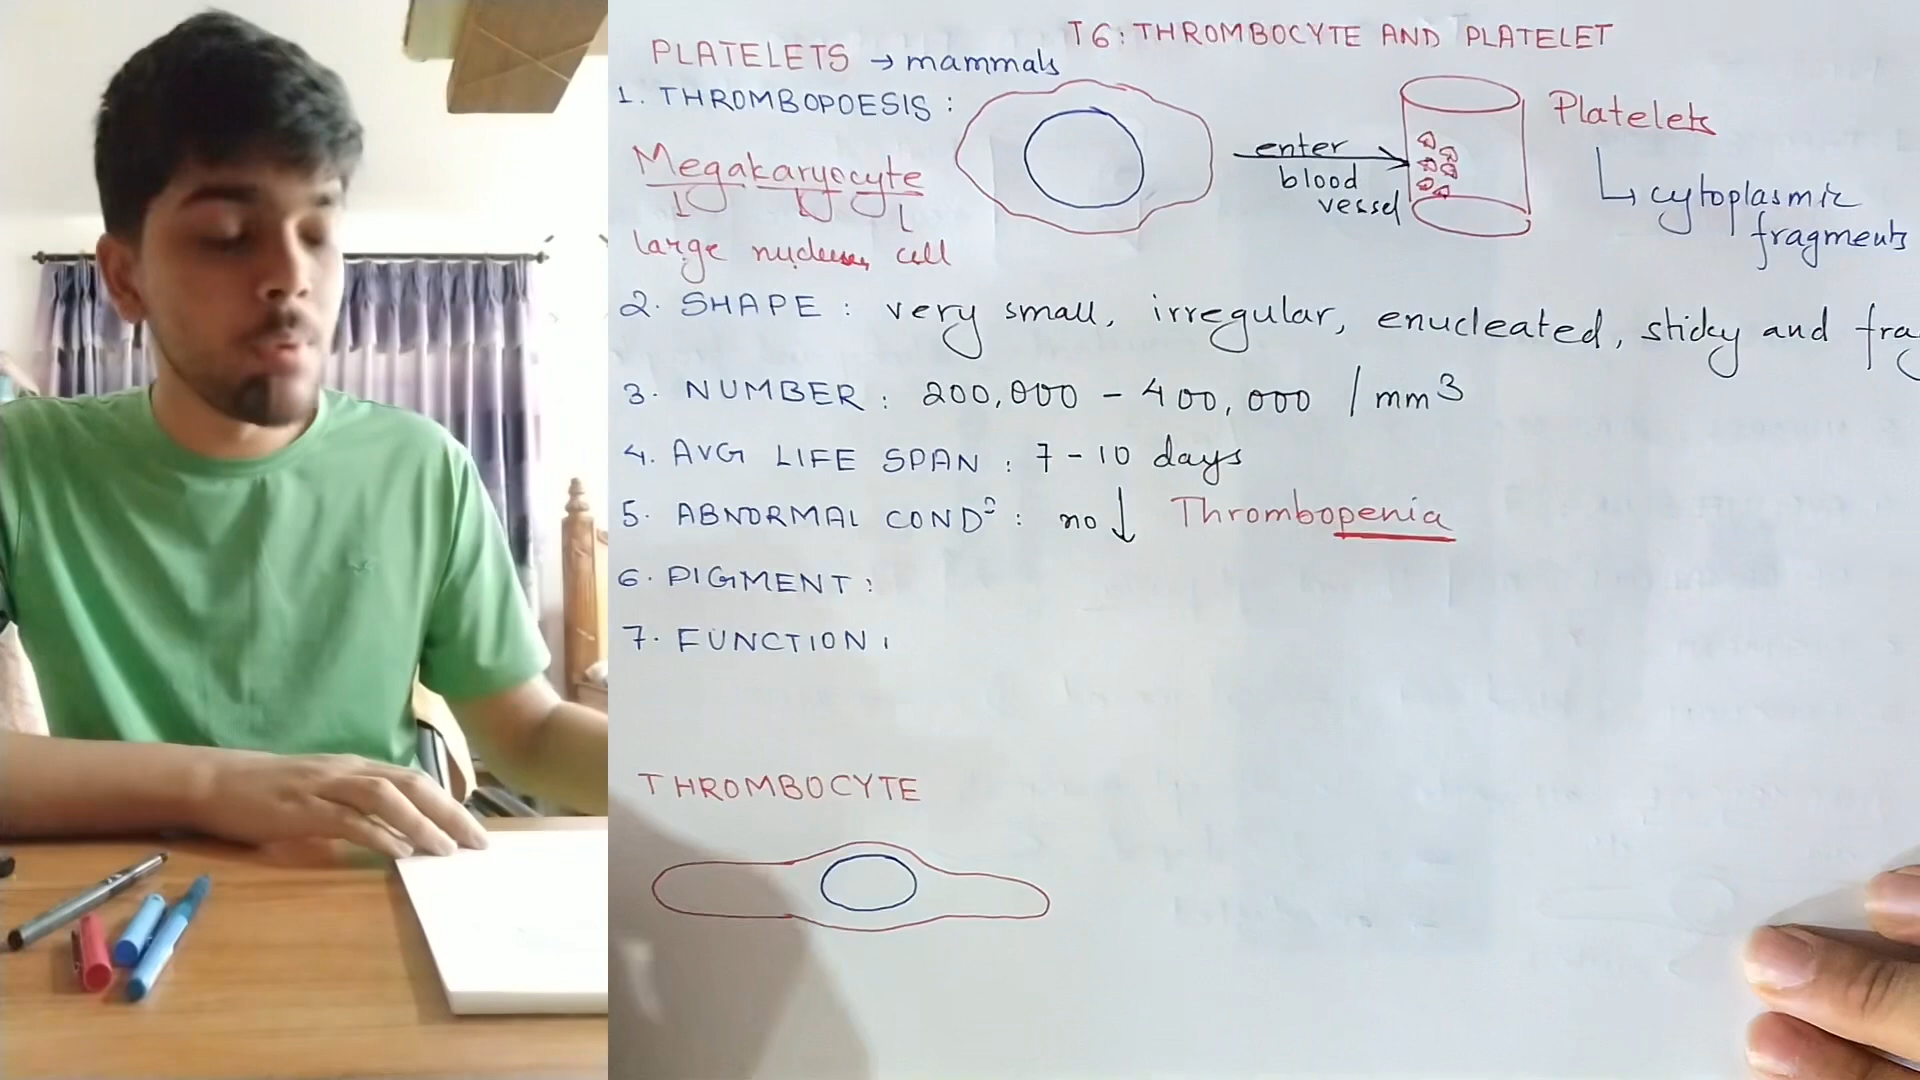 T6: THROMBOCYTE AND PLATELET
PLATELETS → mammals
1. THROMBOPOESIS :
Megakaryocyte
large nucleus cell
enter
blood
vessel
Platelets
cytoplasmic
fragments
2. SHAPE : very small, irregular, enucleated, sticky and frag
3. NUMBER : 200,000 - 400,000 / mm³
4. AVG LIFE SPAN : 7-10 days
5. ABNORMAL CONDⁿ : no ↓ Thrombopenia
6. PIGMENT :
7. FUNCTION :
THROMBOCYTE